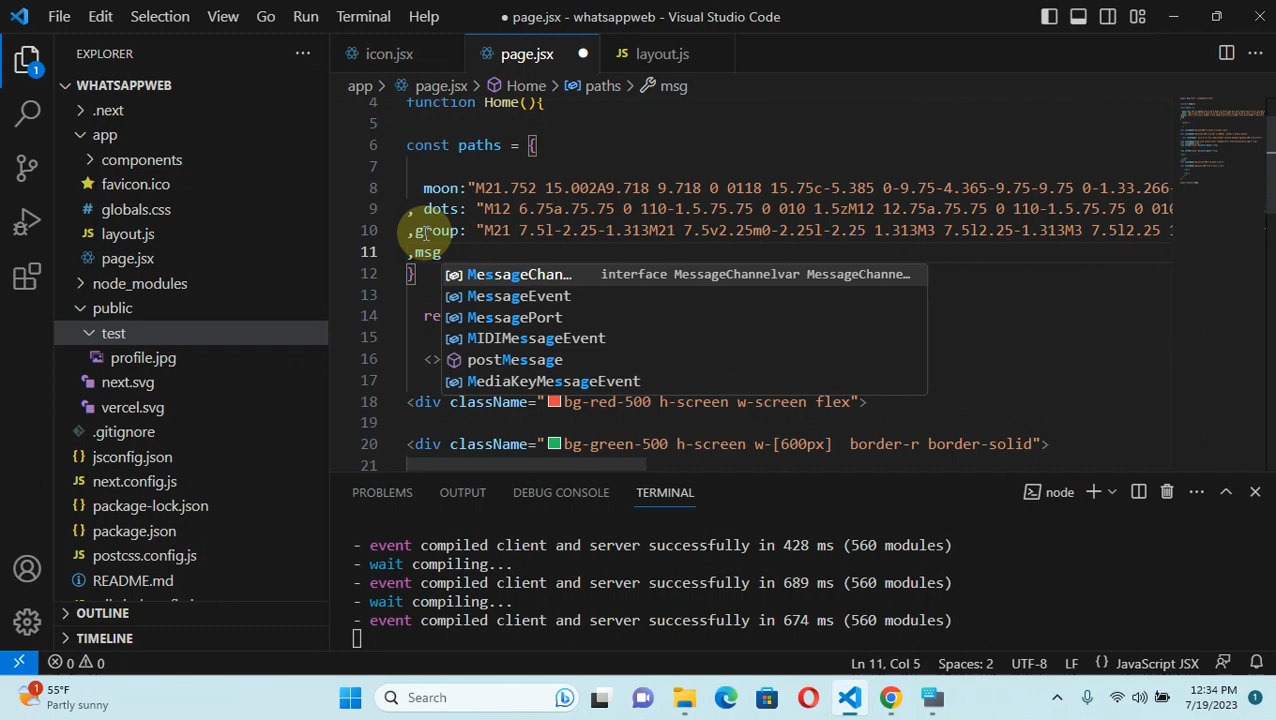 File Edit Selection View Go Run Terminal Help
● page.jsx - whatsappweb - Visual Studio Code
EXPLORER
icon.jsx
page.jsx
JS layout.js
WHATSAPPWEB
app > page.jsx > Home > paths > msg
.next
app
components
favicon.ico
globals.css
layout.js
page.jsx
node_modules
public
test
profile.jpg
next.svg
vercel.svg
.gitignore
jsconfig.json
next.config.js
package-lock.json
package.json
postcss.config.js
README.md
OUTLINE
TIMELINE
1
4 function Home(){
5
6 const paths = {
7
8 moon:"M21.752 15.002A9.718 9.718 0 0118 15.75c-5.385 0-9.75-4.365-9.75-9.75 0-1.33.266-
9 , dots: "M12 6.75a.75.75 0 110-1.5.75.75 0 010 1.5zM12 12.75a.75.75 0 110-1.5.75.75 0 010
10 ,group: "M21 7.5l-2.25-1.313M21 7.5v2.25m0-2.25l-2.25 1.313M3 7.5l2.25-1.313M3 7.5l2.25 1
11 ,msg
12 }
13
14 re
15
16 <>
17
18 <div className="bg-red-500 h-screen w-screen flex">
19
20 <div className="bg-green-500 h-screen w-[600px] border-r border-solid">
21
MessageChan… interface MessageChannelvar MessageChanne…
MessageEvent
MessagePort
MIDIMessageEvent
postMessage
MediaKeyMessageEvent
PROBLEMS OUTPUT DEBUG CONSOLE TERMINAL
node
- event compiled client and server successfully in 428 ms (560 modules)
- wait compiling...
- event compiled client and server successfully in 689 ms (560 modules)
- wait compiling...
- event compiled client and server successfully in 674 ms (560 modules)
0 0
Ln 11, Col 5 Spaces: 2 UTF-8 LF {} JavaScript JSX
1
55°F
Partly sunny
Search
12:34 PM
7/19/2023
1